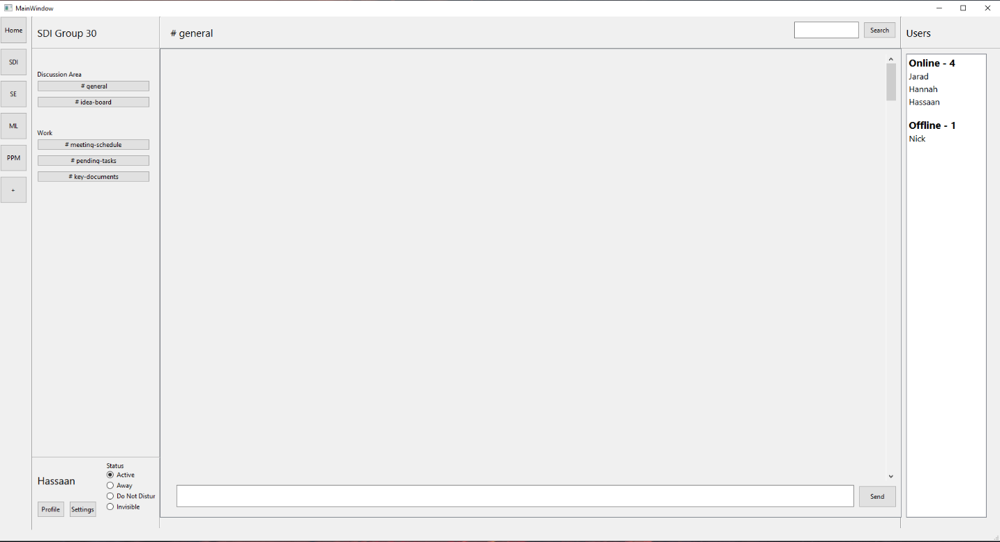 MainWindow
Home
SDI
SE
ML
PPM
+
SDI Group 30
Discussion Area
# general
# idea-board
Work
# meeting-schedule
# pending-tasks
# key-documents
Hassaan
Profile
Settings
Status
Active
Away
Do Not Distur
Invisible
# general
Search
Send
Users
Online - 4
Jarad
Hannah
Hassaan
Offline - 1
Nick